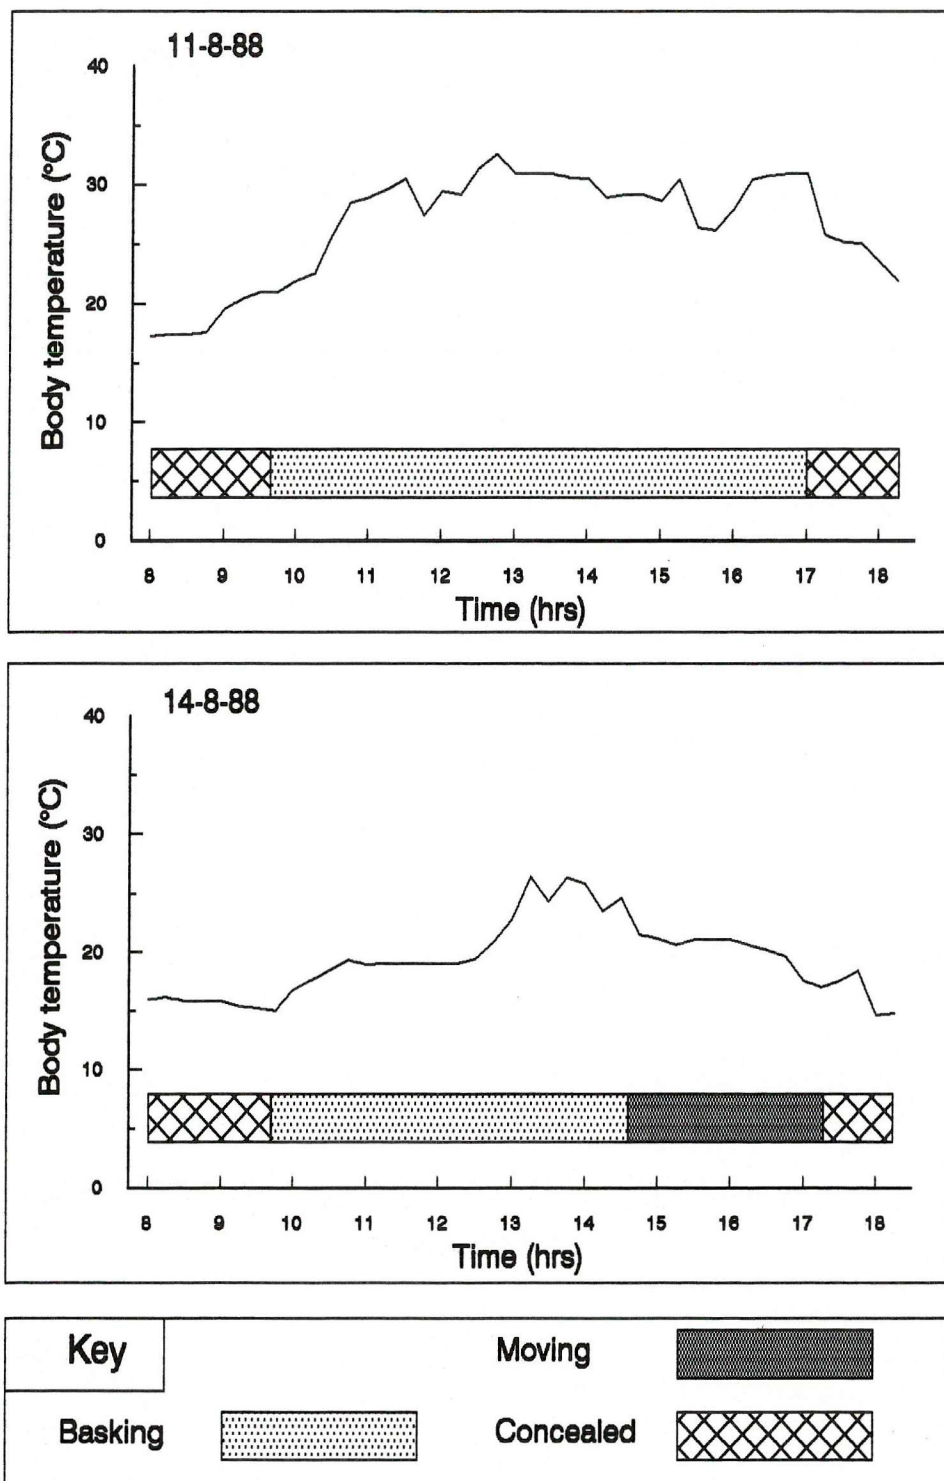 11-8-88
40
30
20
10
0
Body temperature (°C)
8 9 10 11 12 13 14 15 16 17 18
Time (hrs)
14-8-88
40
30
20
10
0
Body temperature (°C)
8 9 10 11 12 13 14 15 16 17 18
Time (hrs)
Key
Moving
Basking
Concealed